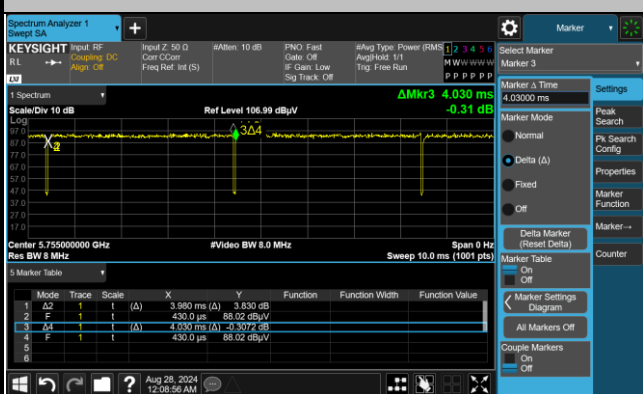 Spectrum Analyzer 1
Swept SA
Marker
KEYSIGHT Input: RF
RL Coupling: DC
Align: Off
Input Z: 50 Ω
Corr CCorr
Freq Ref: Int (S)
#Atten: 10 dB
PNO: Fast
Gate: Off
IF Gain: Low
Sig Track: Off
#Avg Type: Power (RMS
Avg|Hold: 1/1
Trig: Free Run
1 2 3 4 5 6
M W W W W W
P P P P P P
Select Marker
Marker 3
1 Spectrum
ΔMkr3 4.030 ms
Scale/Div 10 dB
Ref Level 106.99 dBµV
-0.31 dB
Log
97.0
87.0
77.0
67.0
57.0
47.0
37.0
27.0
17.0
3Δ4
Center 5.755000000 GHz
#Video BW 8.0 MHz
Span 0 Hz
Res BW 8 MHz
Sweep 10.0 ms (1001 pts)
5 Marker Table
Mode Trace Scale X Y Function Function Width Function Value
1 Δ2 1 t (Δ) 3.980 ms (Δ) 3.830 dB
2 F 1 t 430.0 µs 88.02 dBµV
3 Δ4 1 t (Δ) 4.030 ms (Δ) -0.3072 dB
4 F 1 t 430.0 µs 88.02 dBµV
5
6
Marker Δ Time
4.03000 ms
Marker Mode
Normal
Delta (Δ)
Fixed
Off
Delta Marker
(Reset Delta)
Marker Table
On
Off
Marker Settings
Diagram
All Markers Off
Couple Markers
On
Off
Settings
Peak
Search
Pk Search
Config
Properties
Marker
Function
Marker→
Counter
Aug 28, 2024
12:08:56 AM